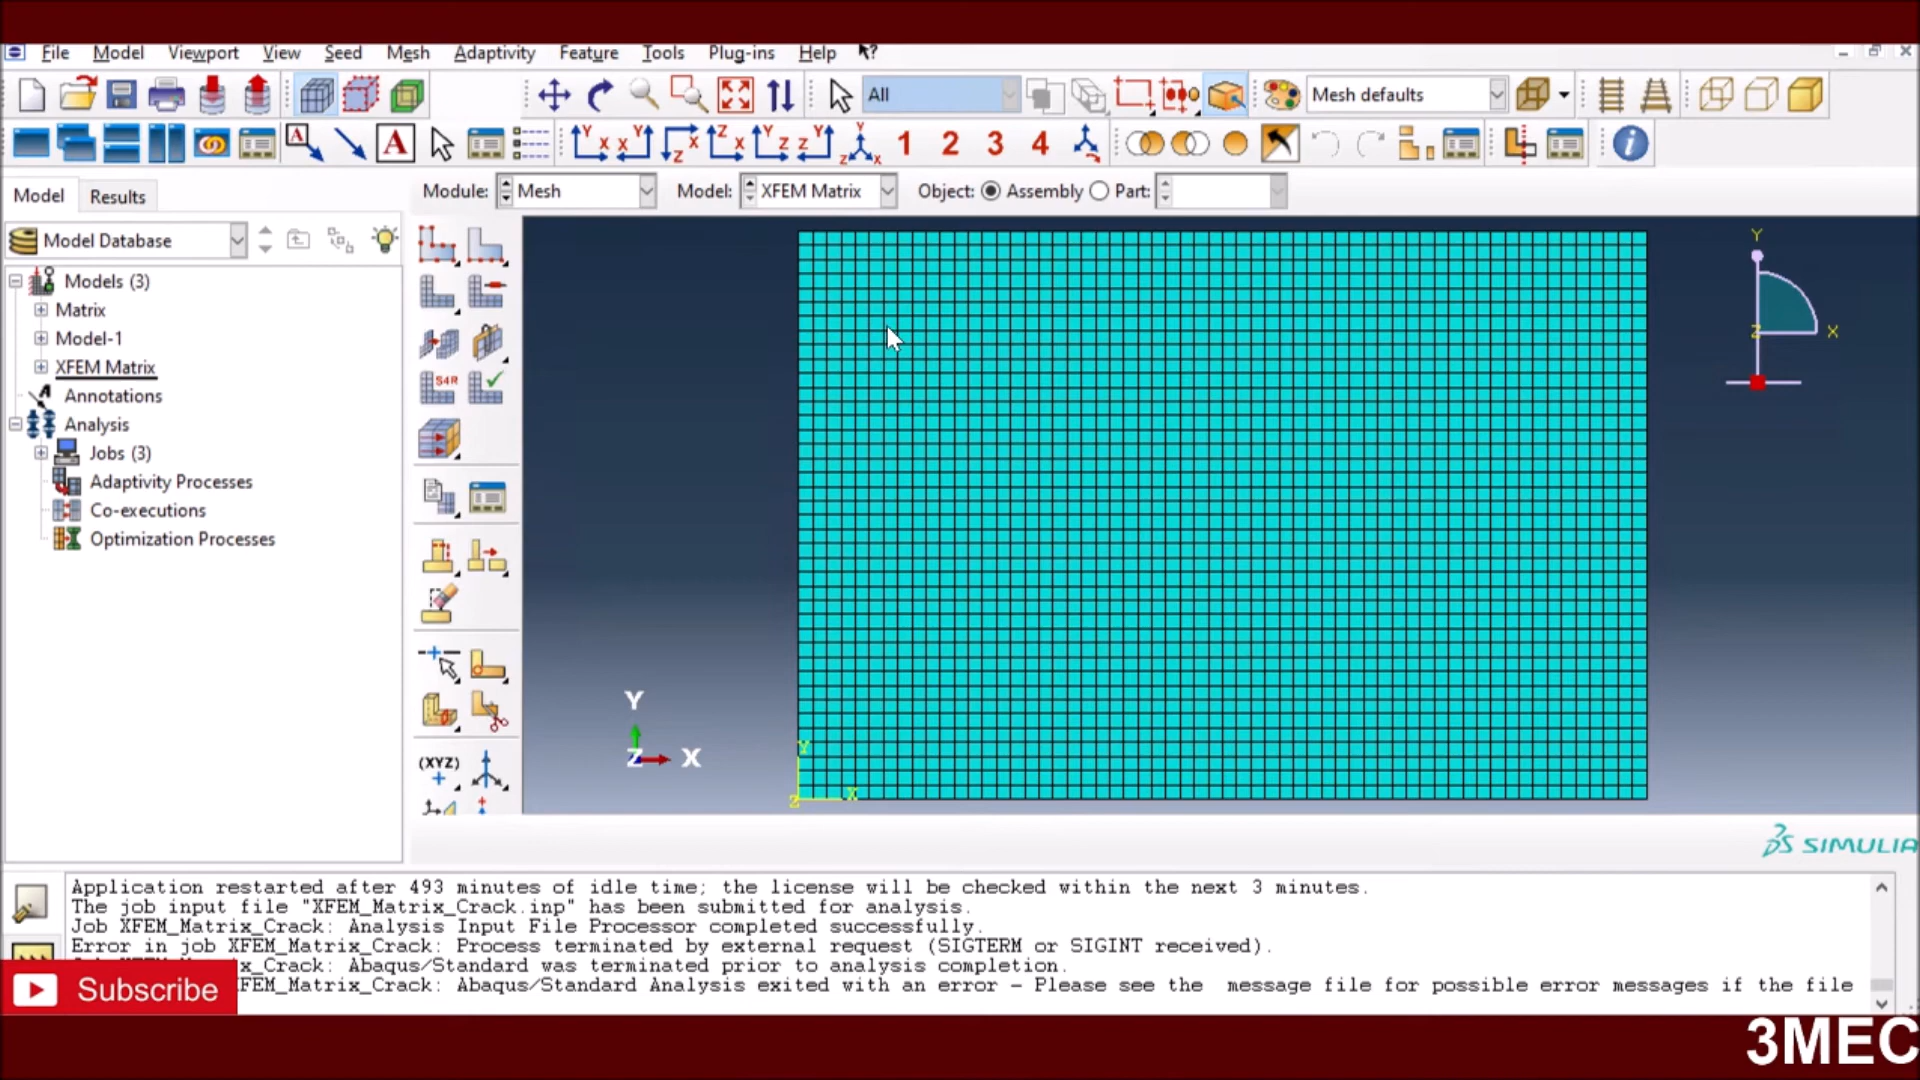 File Model Viewport View Seed Mesh Adaptivity Feature Tools Plug-ins Help
All
Mesh defaults
A A
Y X X Y Z X Z X Y Z Z Y Z Y X 1 2 3 4
Model Results
Module: Mesh Model: XFEM Matrix Object: Assembly Part:
Model Database
Models (3)
Matrix
Model-1
XFEM Matrix
Annotations
Analysis
Jobs (3)
Adaptivity Processes
Co-executions
Optimization Processes
S4R
(XYZ)
Y
Z X
Y
Z X
Y
Z X
SIMULIA
Application restarted after 493 minutes of idle time; the license will be checked within the next 3 minutes.
The job input file "XFEM_Matrix_Crack.inp" has been submitted for analysis.
Job XFEM_Matrix_Crack: Analysis Input File Processor completed successfully.
Error in job XFEM_Matrix_Crack: Process terminated by external request (SIGTERM or SIGINT received).
x_Crack: Abaqus/Standard was terminated prior to analysis completion.
XFEM_Matrix_Crack: Abaqus/Standard Analysis exited with an error - Please see the message file for possible error messages if the file
Subscribe
3MEC